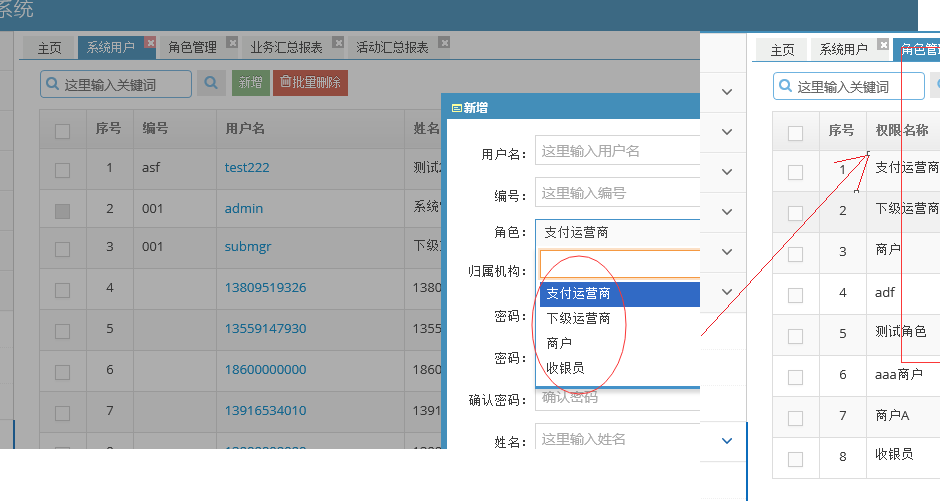 系统
主页 系统用户 角色管理 业务汇总报表 活动汇总报表
这里输入关键词 新增 批量删除
序号 编号 用户名 姓名
1 asf test222 测试
2 001 admin 系统
3 001 submgr 下级
4 13809519326 1380
5 13559147930 1355
6 18600000000 1860
7 13916534010 1391
新增
用户名： 这里输入用户名
编号： 这里输入编号
角色： 支付运营商
归属机构：
支付运营商
密码：
下级运营商
商户
密码：
收银员
确认密码： 确认密码
姓名： 这里输入姓名
主页 系统用户 角色管
这里输入关键词
序号 权限名称
1 支付运营商
2 下级运营商
3 商户
4 adf
5 测试角色
6 aaa商户
7 商户A
8 收银员